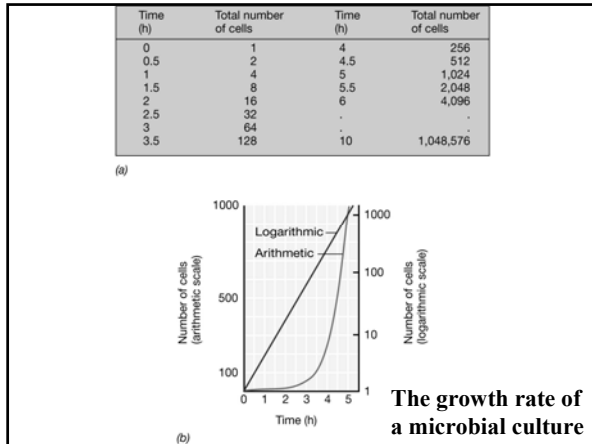 Time Total number Time Total number
(h) of cells (h) of cells
0 1 4 256
0.5 2 4.5 512
1 4 5 1,024
1.5 8 5.5 2,048
2 16 6 4,096
2.5 32 . .
3 64 . .
3.5 128 10 1,048,576
(a)
1000
500
100
Number of cells
(arithmetic scale)
Logarithmic
Arithmetic
1000
100
10
1
Number of cells
(logarithmic scale)
0 1 2 3 4 5
Time (h)
(b)
The growth rate of
a microbial culture